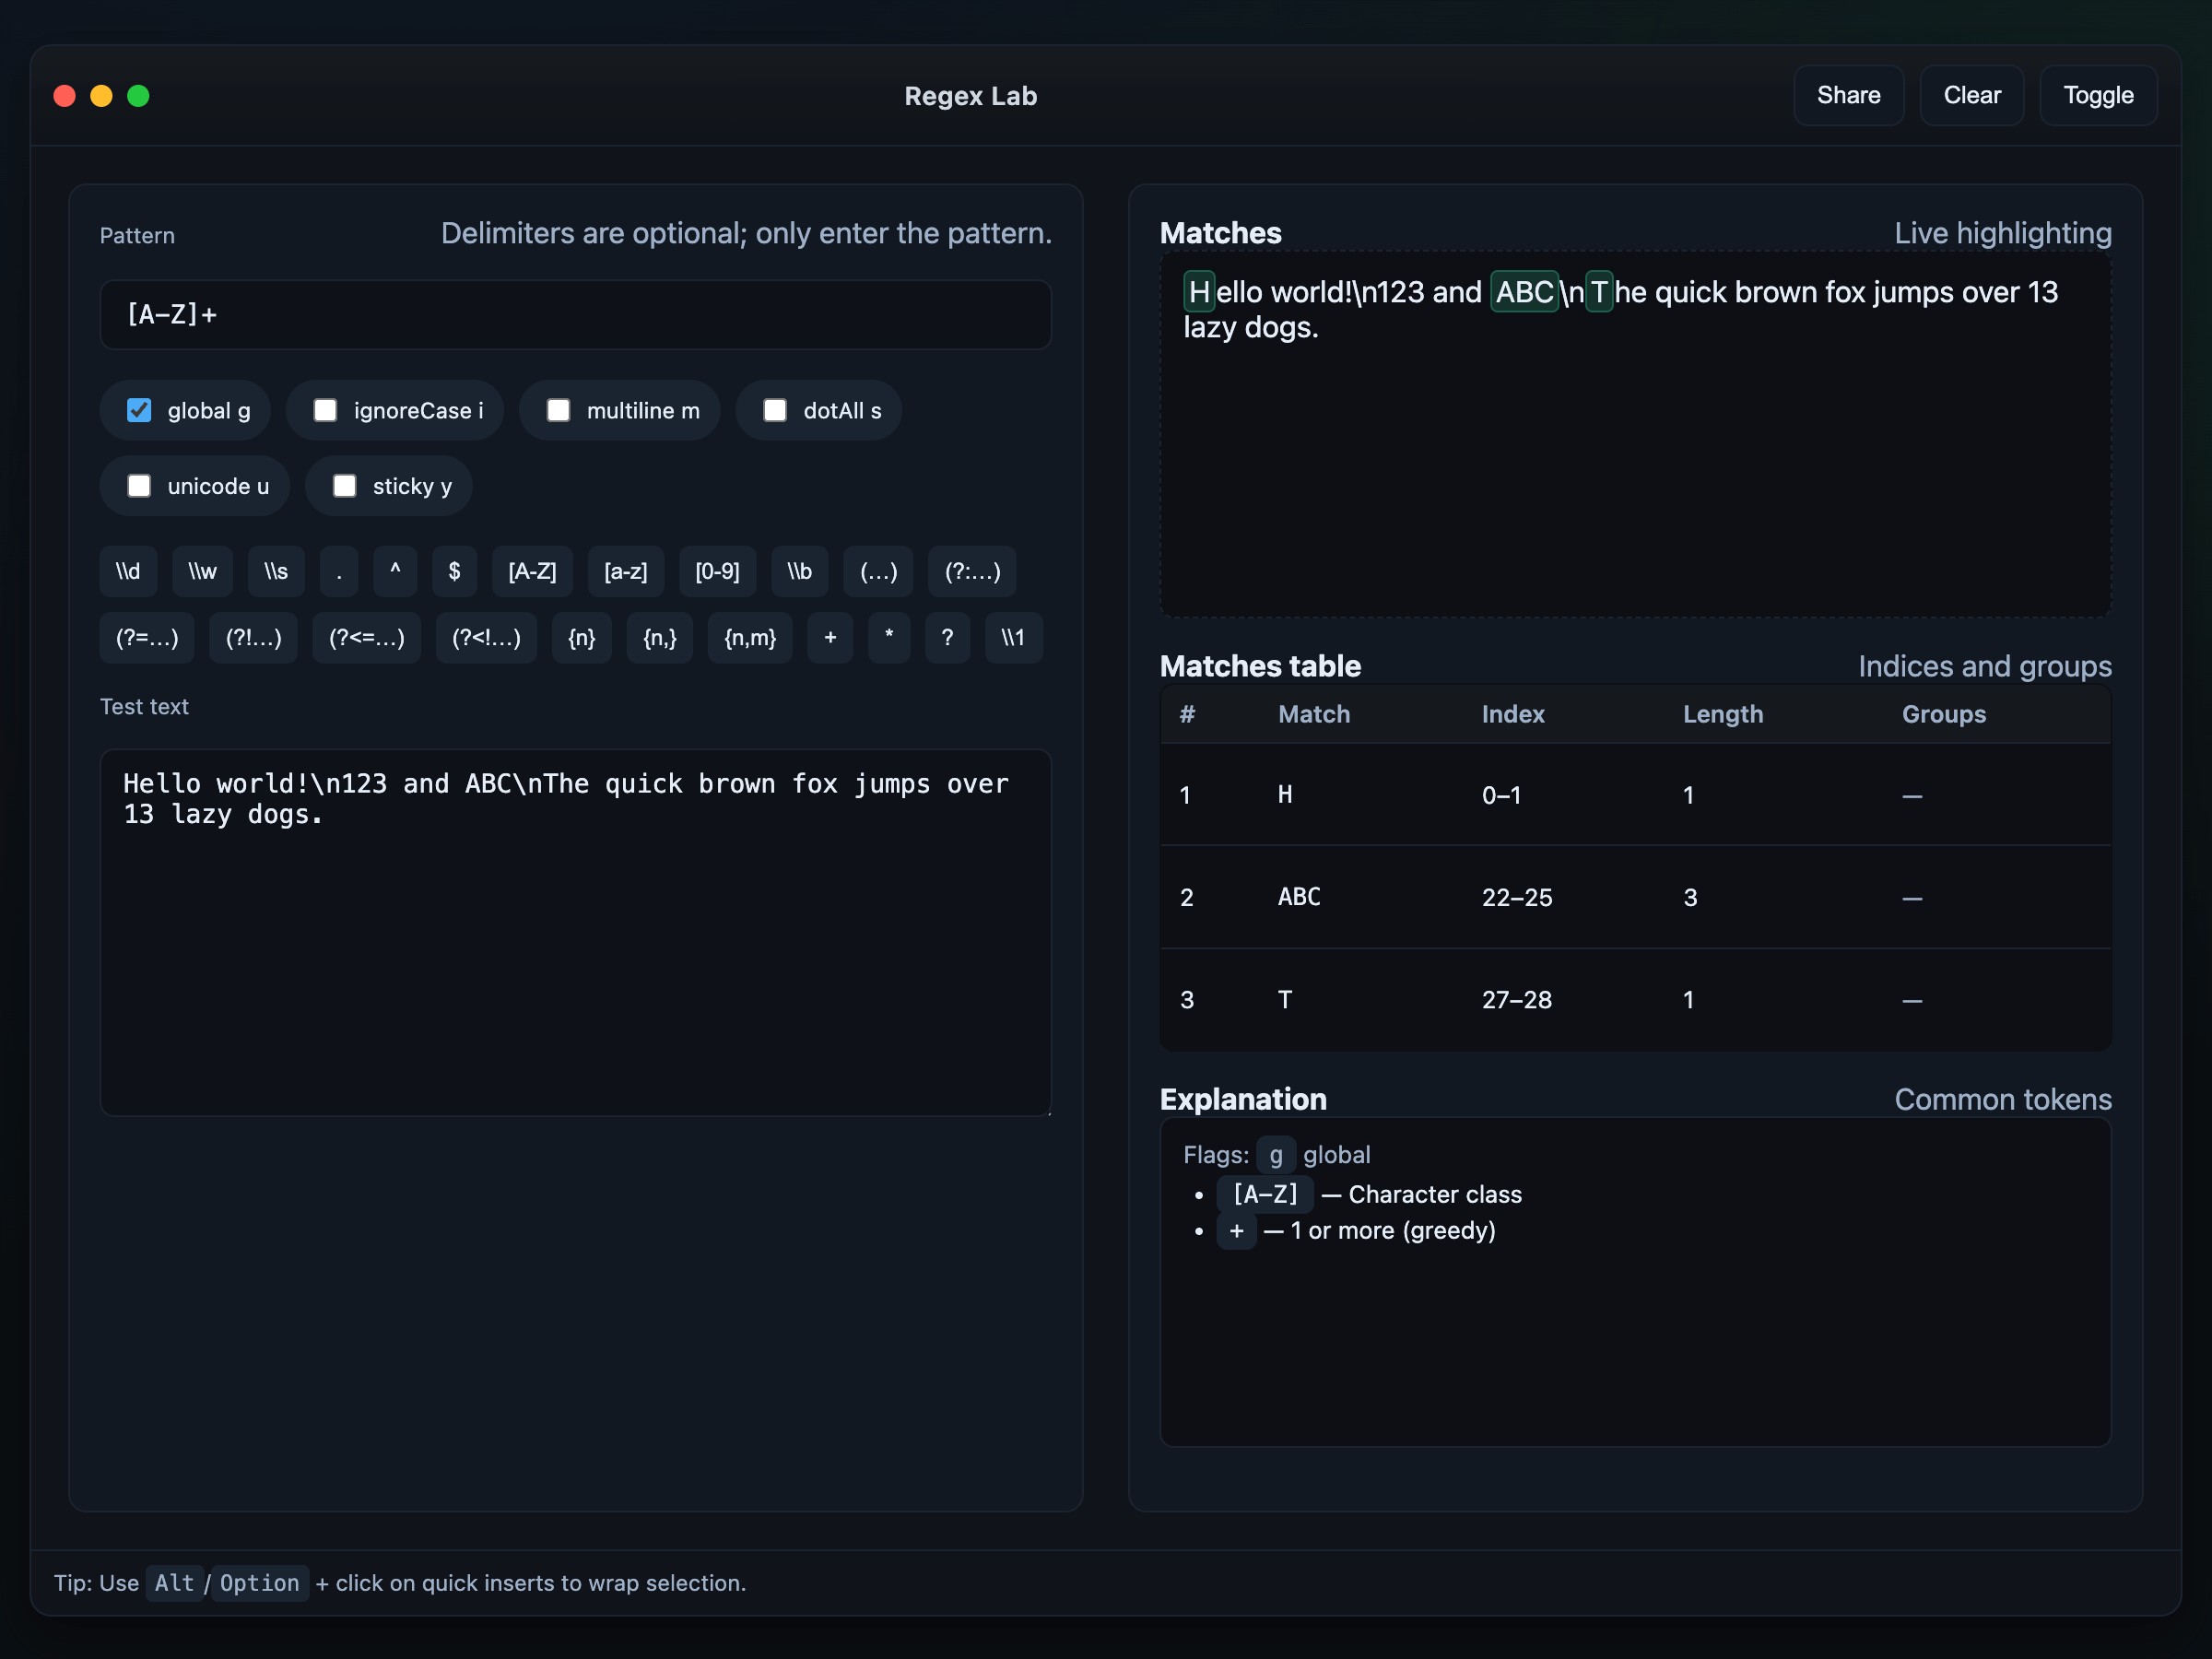 Regex Lab
Share
Clear
Toggle
Pattern
Delimiters are optional; only enter the pattern.
[A-Z]+
global g
ignoreCase i
multiline m
dotAll s
unicode u
sticky y
\\d
\\w
\\s
.
^
$
[A-Z]
[a-z]
[0-9]
\\b
(…)
(?:…)
(?=…)
(?!…)
(?<=…)
(?<!…)
{n}
{n,}
{n,m}
+
*
?
\\1
Test text
Hello world!\n123 and ABC\nThe quick brown fox jumps over
13 lazy dogs.
Matches
Live highlighting
Hello world!\n123 and ABC\nThe quick brown fox jumps over 13
lazy dogs.
Matches table
Indices and groups
# Match Index Length Groups
1 H 0–1 1 —
2 ABC 22–25 3 —
3 T 27–28 1 —
Explanation
Common tokens
Flags: g global
• [A-Z] — Character class
• + — 1 or more (greedy)
Tip: Use Alt/Option + click on quick inserts to wrap selection.